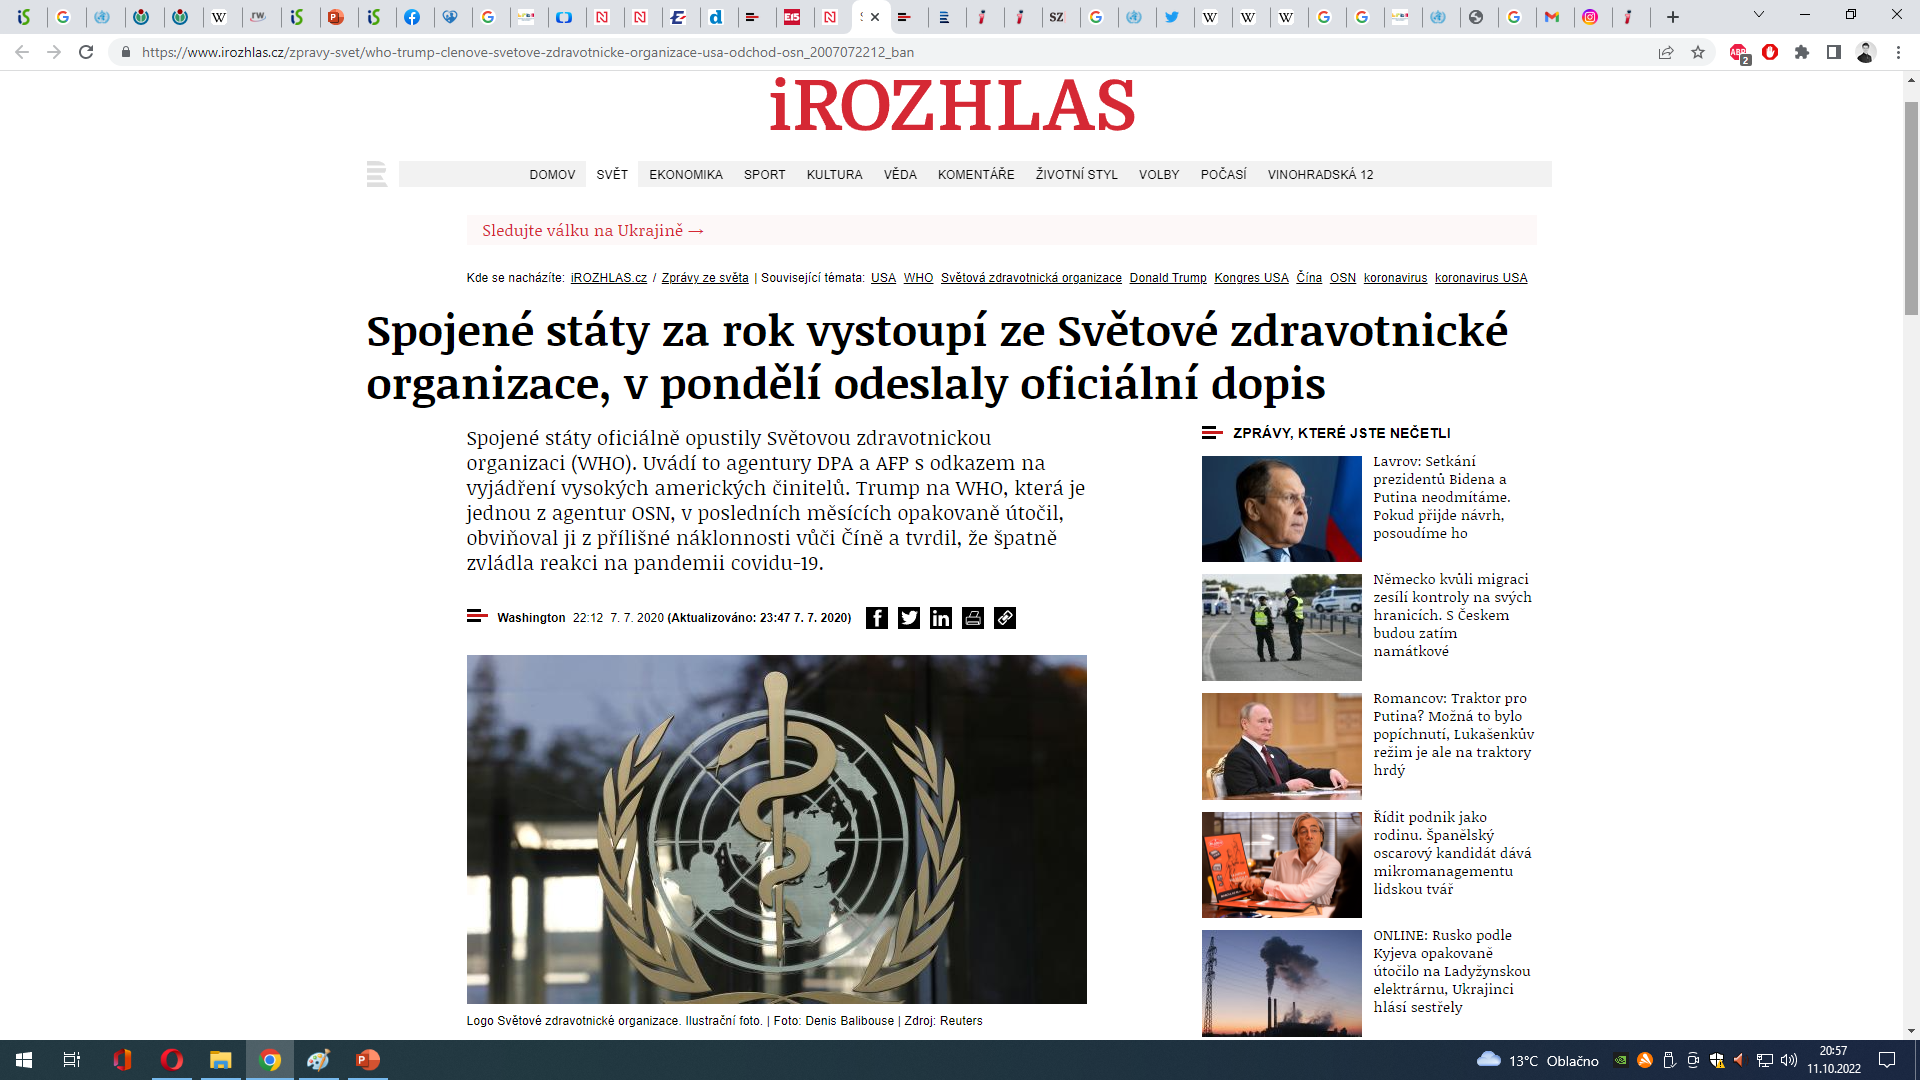 https://www.irozhlas.cz/zpravy-svet/who-trump-clenove-svetove-zdravotnicke-organizace-usa-odchod-osn_2007072212_ban
iROZHLAS
DOMOV SVĚT EKONOMIKA SPORT KULTURA VĚDA KOMENTÁŘE ŽIVOTNÍ STYL VOLBY POČASÍ VINOHRADSKÁ 12
Sledujte válku na Ukrajině →
Kde se nacházíte: iROZHLAS.cz / Zprávy ze světa | Související témata: USA WHO Světová zdravotnická organizace Donald Trump Kongres USA Čína OSN koronavirus koronavirus USA
Spojené státy za rok vystoupí ze Světové zdravotnické
organizace, v pondělí odeslaly oficiální dopis
Spojené státy oficiálně opustily Světovou zdravotnickou
organizaci (WHO). Uvádí to agentury DPA a AFP s odkazem na
vyjádření vysokých amerických činitelů. Trump na WHO, která je
jednou z agentur OSN, v posledních měsících opakovaně útočil,
obviňoval ji z přílišné náklonnosti vůči Číně a tvrdil, že špatně
zvládla reakci na pandemii covidu-19.
Washington 22:12 7. 7. 2020 (Aktualizováno: 23:47 7. 7. 2020)
Logo Světové zdravotnické organizace. Ilustrační foto. | Foto: Denis Balibouse | Zdroj: Reuters
ZPRÁVY, KTERÉ JSTE NEČETLI
Lavrov: Setkání
prezidentů Bidena a
Putina neodmítáme.
Pokud přijde návrh,
posoudíme ho
Německo kvůli migraci
zesílí kontroly na svých
hranicích. S Českem
budou zatím
namátkové
Romancov: Traktor pro
Putina? Možná to bylo
popíchnutí, Lukašenkův
režim je ale na traktory
hrdý
Řídit podnik jako
rodinu. Španělský
oscarový kandidát dává
mikromanagementu
lidskou tvář
ONLINE: Rusko podle
Kyjeva opakovaně
útočilo na Ladyžynskou
elektrárnu, Ukrajinci
hlásí sestřely
13°C Oblačno
20:57
11.10.2022